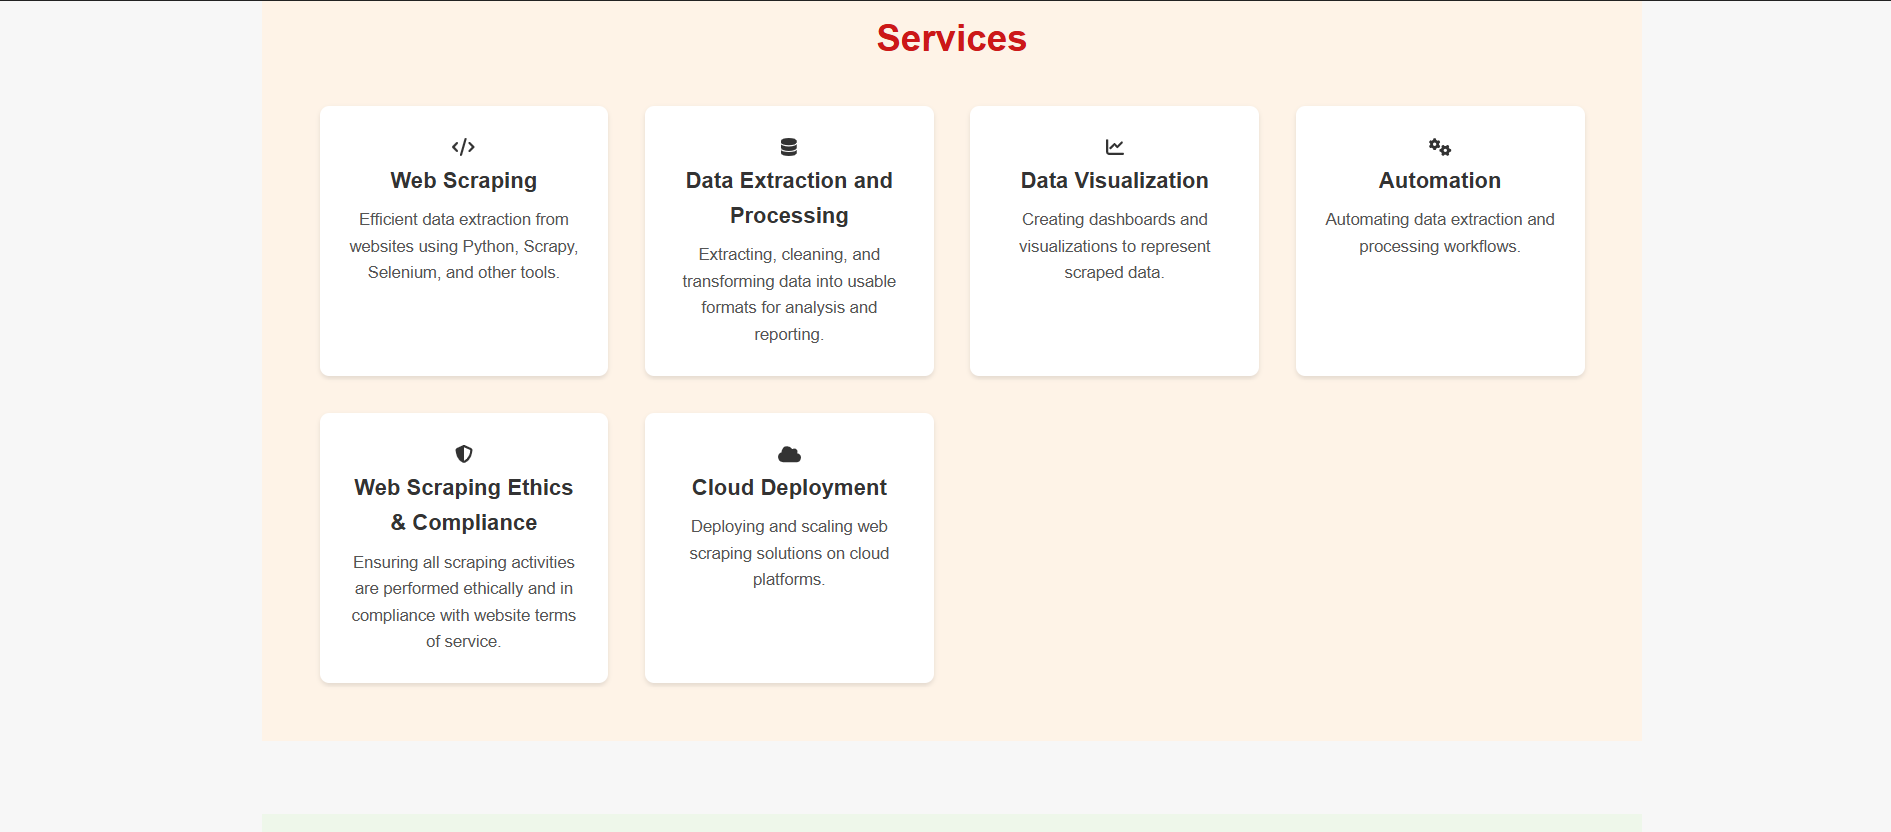 Services
Web Scraping
Efficient data extraction from
websites using Python, Scrapy,
Selenium, and other tools.
Data Extraction and
Processing
Extracting, cleaning, and
transforming data into usable
formats for analysis and
reporting.
Data Visualization
Creating dashboards and
visualizations to represent
scraped data.
Automation
Automating data extraction and
processing workflows.
Web Scraping Ethics
& Compliance
Ensuring all scraping activities
are performed ethically and in
compliance with website terms
of service.
Cloud Deployment
Deploying and scaling web
scraping solutions on cloud
platforms.